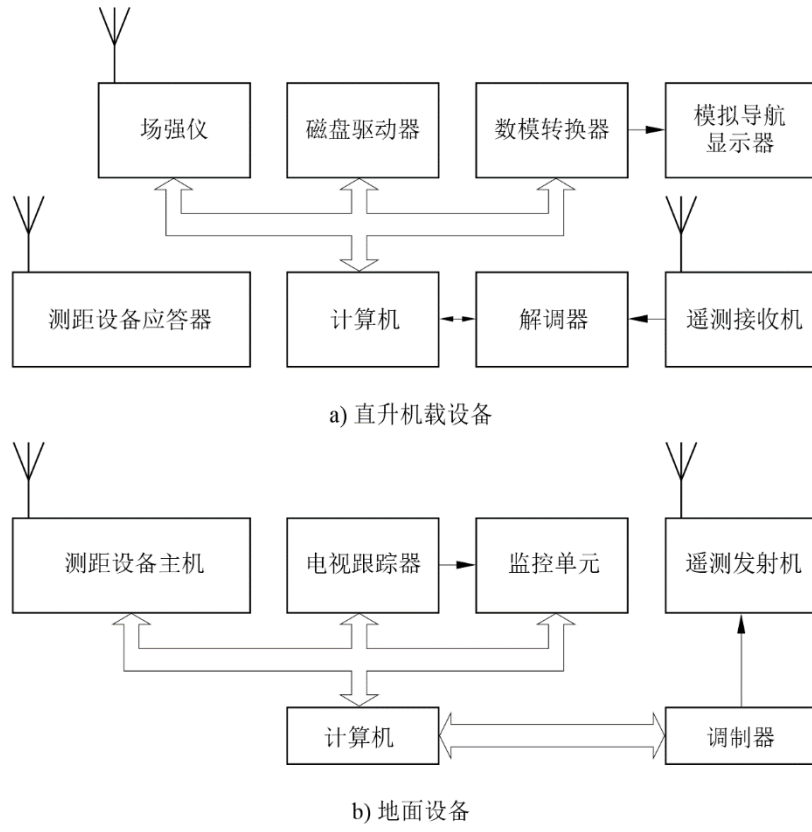 场强仪
磁盘驱动器
数模转换器
模拟导航
显示器
测距设备应答器
计算机
解调器
遥测接收机
a) 直升机载设备
测距设备主机
电视跟踪器
监控单元
遥测发射机
计算机
调制器
b) 地面设备